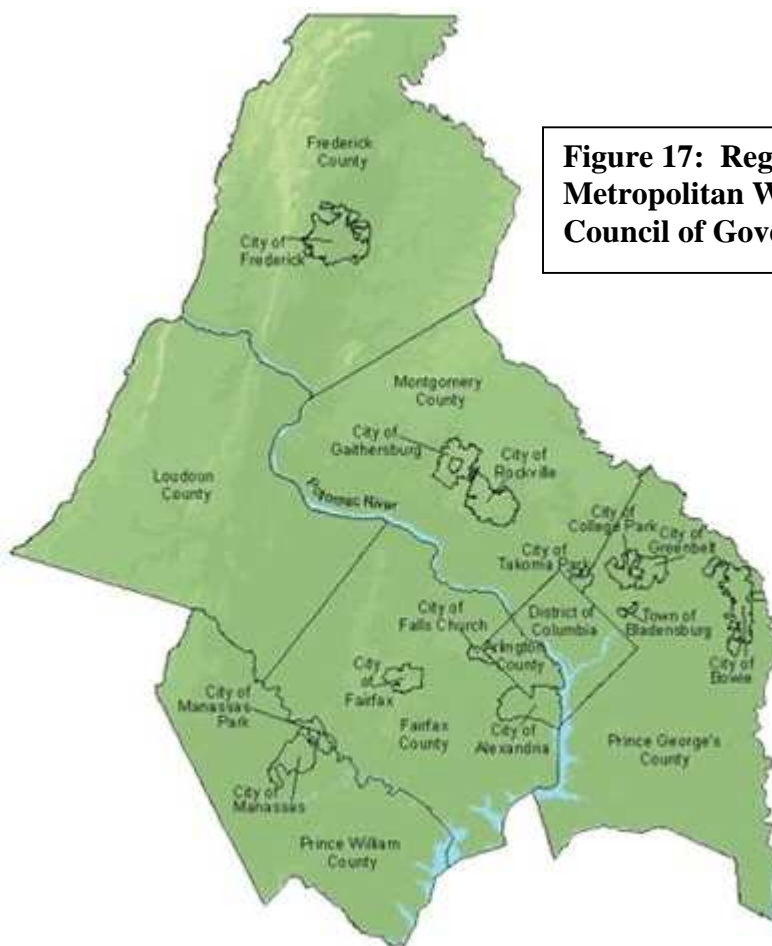 Figure 17: Reg
Metropolitan W
Council of Gove
Frederick
County
City of
Frederick
Montgomery
County
City of
Gaithersburg
City of
Rockville
Loudoun
County
Potomac River
City of
College Park
City of
Greenbelt
City of
Takoma Park
City of
Falls Church
District of
Columbia
Town of
Bladensburg
Arlington
County
City of
Bowie
City
of
Fairfax
City of
Manassas
Park
Fairfax
County
City of
Alexandria
Prince George's
County
City of
Manassas
Prince William
County